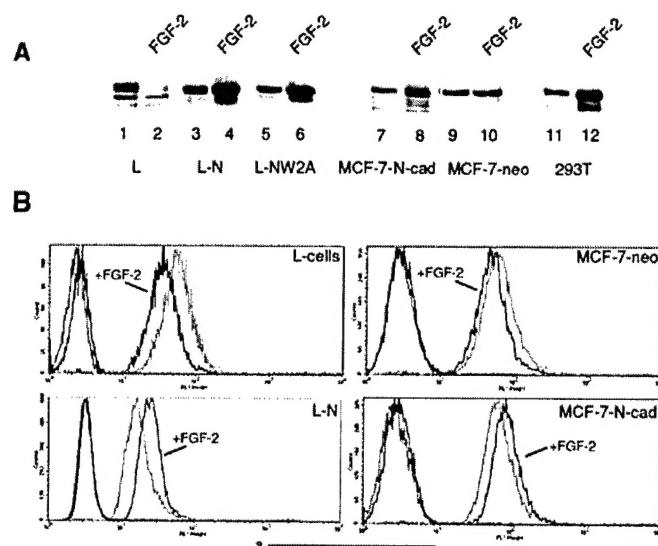 FGF-2 FGF-2 FGF-2 FGF-2 FGF-2 FGF-2
A
1 2 3 4 5 6 7 8 9 10 11 12
L L-N L-NW2A MCF-7-N-cad MCF-7-neo 293T
B
L-cells
+FGF-2
MCF-7-neo
+FGF-2
L-N
+FGF-2
MCF-7-N-cad
+FGF-2